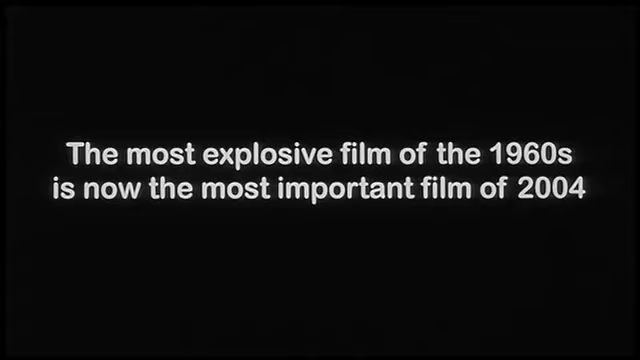 The most explosive film of the 1960s
is now the most important film of 2004